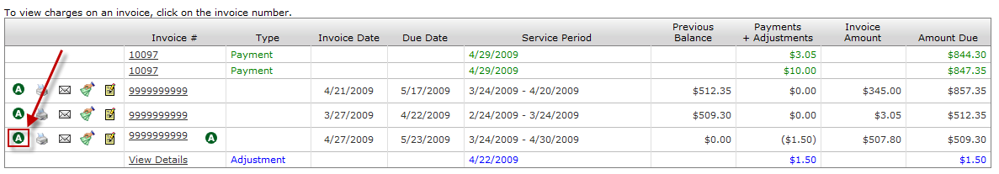 To view charges on an invoice, click on the invoice number.
Invoice # Type Invoice Date Due Date Service Period Previous Balance Payments + Adjustments Invoice Amount Amount Due
10097 Payment 4/29/2009 $3.05 $844.30
10097 Payment 4/29/2009 $10.00 $847.35
A 9999999999 4/21/2009 5/17/2009 3/24/2009 - 4/20/2009 $512.35 $0.00 $345.00 $857.35
A 9999999999 3/27/2009 4/22/2009 2/24/2009 - 3/24/2009 $509.30 $0.00 $3.05 $512.35
A 9999999999 A 4/27/2009 5/23/2009 3/24/2009 - 4/30/2009 $0.00 ($1.50) $507.80 $509.30
View Details Adjustment 4/22/2009 $1.50 $1.50